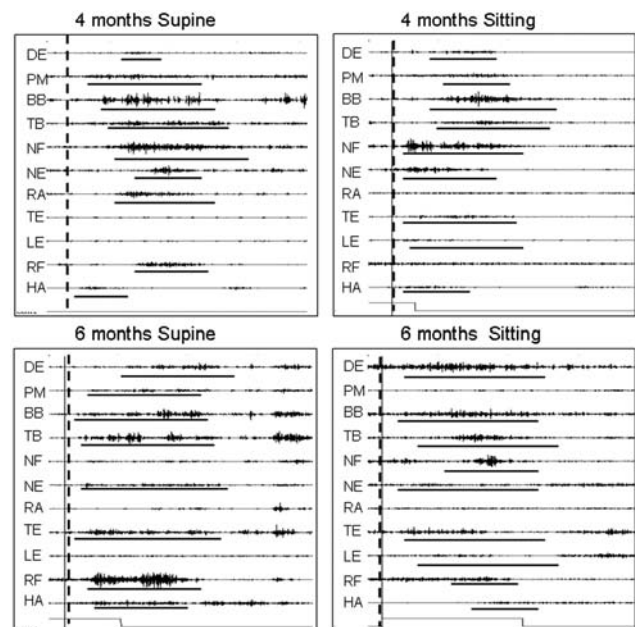 4 months Supine
DE
PM
BB
TB
NF
NE
RA
TE
LE
RF
HA
4 months Sitting
DE
PM
BB
TB
NF
NE
RA
TE
LE
RF
HA
6 months Supine
DE
PM
BB
TB
NF
NE
RA
TE
LE
RF
HA
6 months Sitting
DE
PM
BB
TB
NF
NE
RA
TE
LE
RF
HA